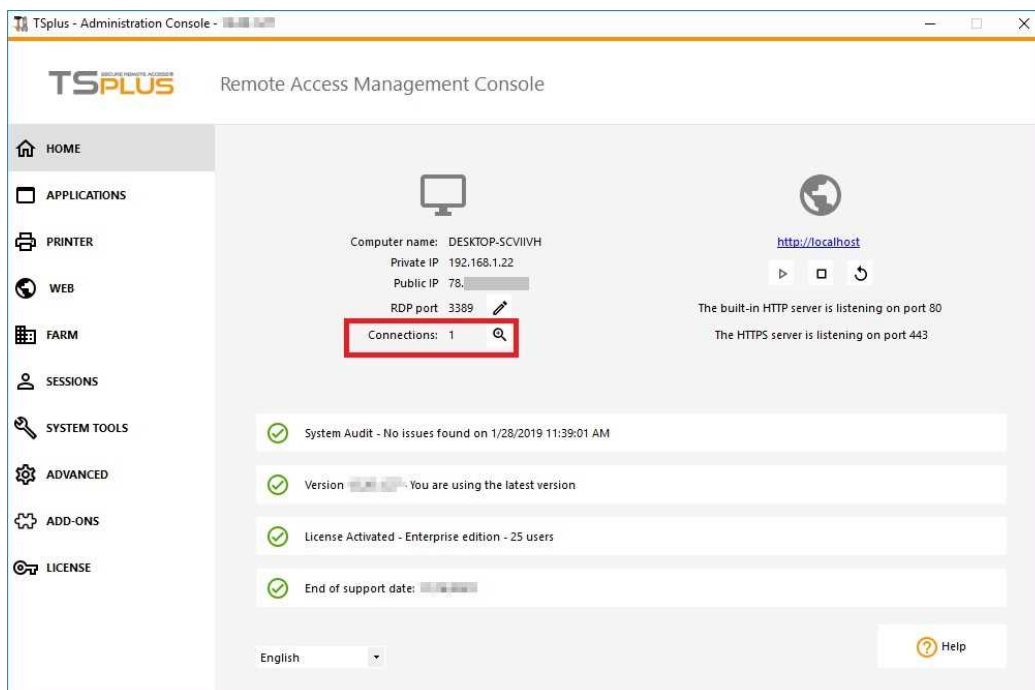 TSplus - Administration Console -
TSPLUS
SECURE REMOTE ACCESS
Remote Access Management Console
HOME
APPLICATIONS
PRINTER
WEB
FARM
SESSIONS
SYSTEM TOOLS
ADVANCED
ADD-ONS
LICENSE
Computer name: DESKTOP-SCVIIVH
Private IP 192.168.1.22
Public IP 78.
RDP port 3389
Connections: 1
http://localhost
The built-in HTTP server is listening on port 80
The HTTPS server is listening on port 443
System Audit - No issues found on 1/28/2019 11:39:01 AM
Version - You are using the latest version
License Activated - Enterprise edition - 25 users
End of support date:
English
Help